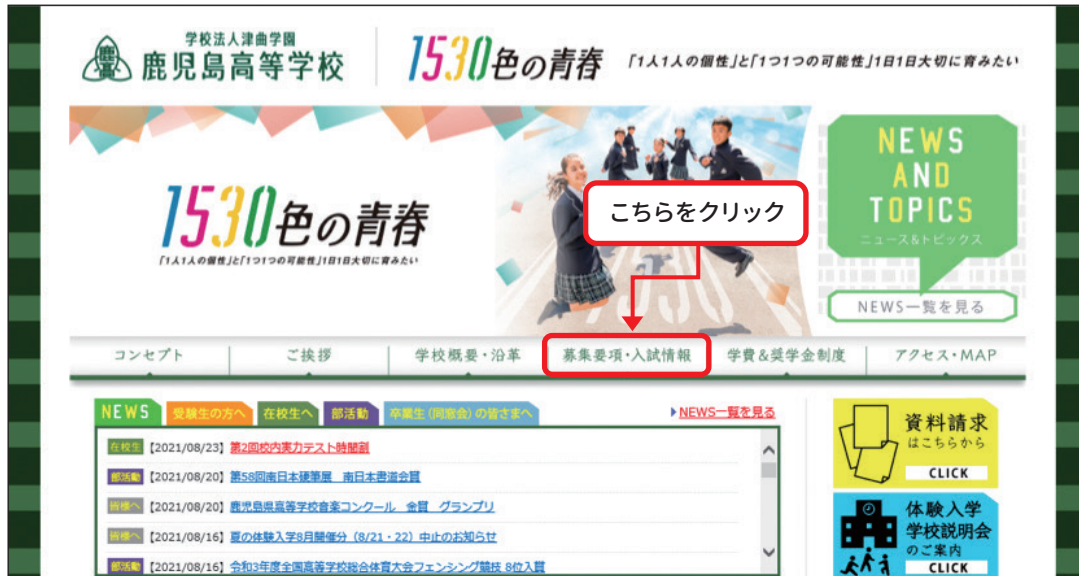 学校法人津曲学園
鹿児島高等学校
1530色の青春
「1人1人の個性」と「1つ1つの可能性」1日1日大切に育みたい
1530色の青春
「1人1人の個性」と「1つ1つの可能性」1日1日大切に育みたい
1530
こちらをクリック
NEWS
AND
TOPICS
ニュース&トピックス
NEWS一覧を見る
コンセプト
ご挨拶
学校概要・沿革
募集要項・入試情報
学費&奨学金制度
アクセス・MAP
NEWS
受験生の方へ
在校生へ
部活動
卒業生(同窓会)の皆さまへ
NEWS一覧を見る
在校生 【2021/08/23】 第2回校内実力テスト時間割
部活動 【2021/08/20】 第58回南日本硬筆展 南日本書道会賞
皆様へ 【2021/08/20】 鹿児島県高等学校音楽コンクール 金賞 グランプリ
皆様へ 【2021/08/16】 夏の体験入学8月開催分（8/21・22）中止のお知らせ
部活動 【2021/08/16】 令和3年度全国高等学校総合体育大会フェンシング競技 8位入賞
資料請求
はこちらから
CLICK
体験入学
学校説明会
のご案内
CLICK